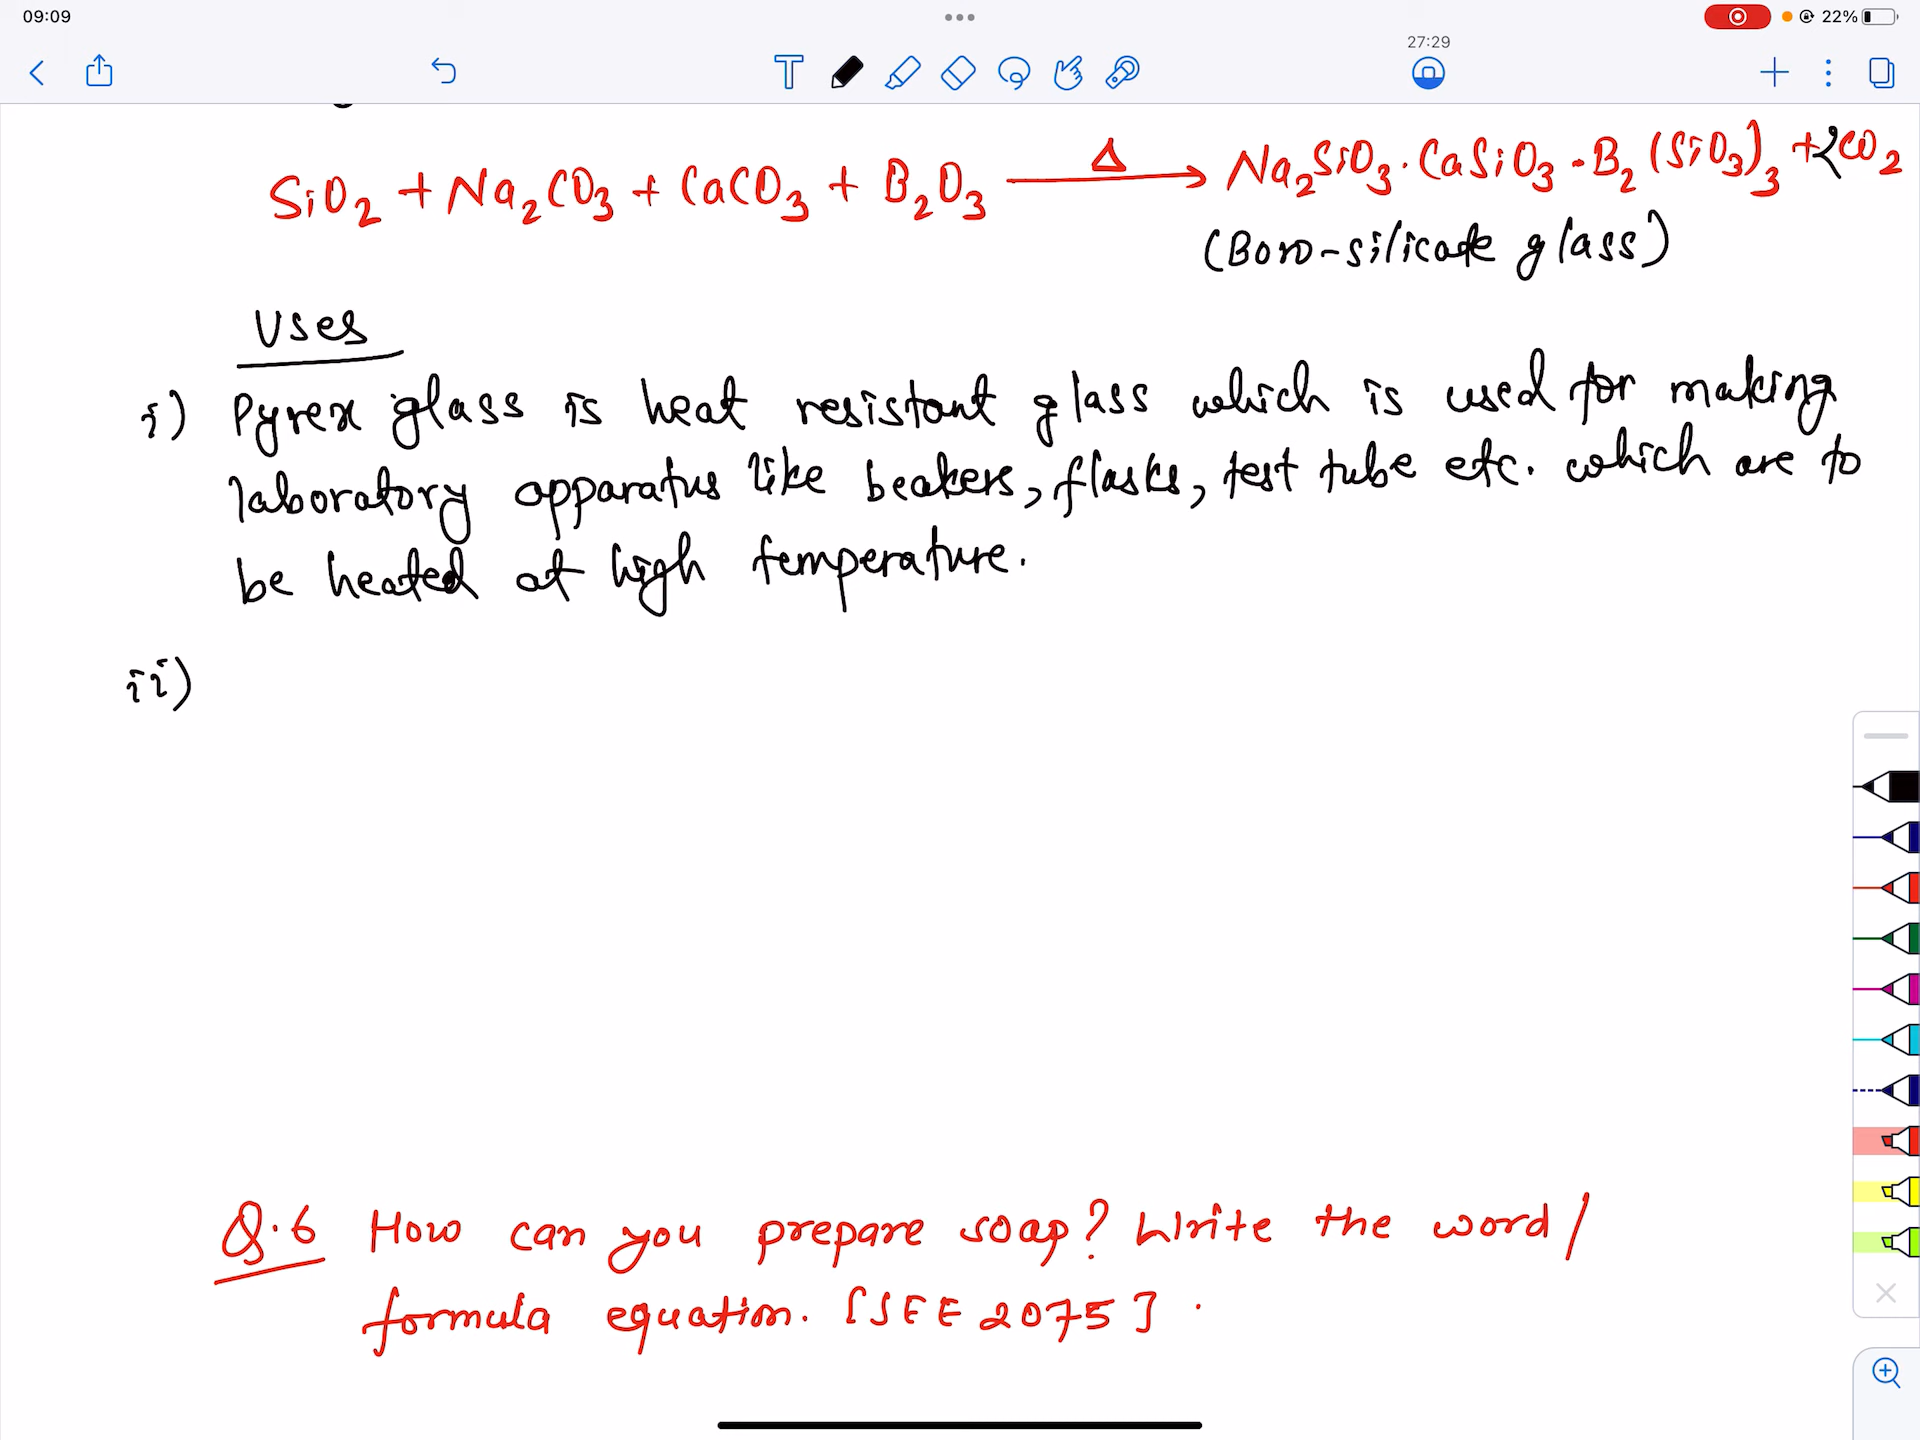 09:09
22%
27:29
SiO₂ + Na₂CO₃ + CaCO₃ + B₂O₃ —Δ→ Na₂SiO₃·CaSiO₃·B₂(SiO₃)₃ + 2CO₂
(Boro-silicate glass)
Uses
i) Pyrex glass is heat resistant glass which is used for making
laboratory apparatus like beakers, flasks, test tube etc. which are to
be heated at high temperature.
ii)
Q.6 How can you prepare soap? Write the word/
formula equation. [SEE 2075]